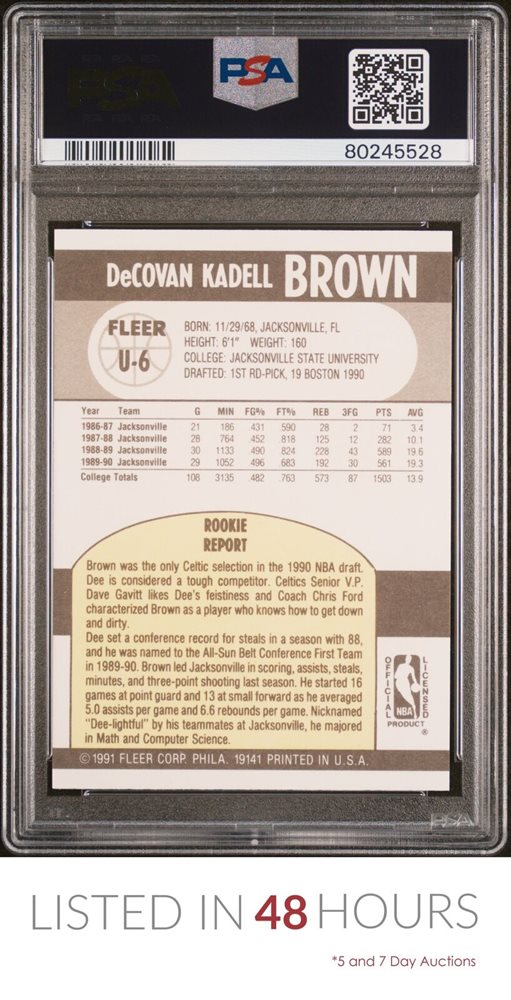 PSA
PSA
80245528
DeCOVAN KADELL BROWN
FLEER
U-6
BORN: 11/29/68, JACKSONVILLE, FL
HEIGHT: 6'1" WEIGHT: 160
COLLEGE: JACKSONVILLE STATE UNIVERSITY
DRAFTED: 1ST RD-PICK, 19 BOSTON 1990
Year Team G MIN FG% FT% REB 3FG PTS AVG
1986-87 Jacksonville 21 186 431 590 28 2 71 3.4
1987-88 Jacksonville 28 764 .452 .818 125 12 282 10.1
1988-89 Jacksonville 30 1133 .490 .824 228 43 589 19.6
1989-90 Jacksonville 29 1052 .496 .683 192 30 561 19.3
College Totals 108 3135 .482 .763 573 87 1503 13.9
ROOKIE
REPORT
Brown was the only Celtic selection in the 1990 NBA draft.
Dee is considered a tough competitor. Celtics Senior V.P.
Dave Gavitt likes Dee's feistiness and Coach Chris Ford
characterized Brown as a player who knows how to get down
and dirty.
Dee set a conference record for steals in a season with 88,
and he was named to the All-Sun Belt Conference First Team
in 1989-90. Brown led Jacksonville in scoring, assists, steals,
minutes, and three-point shooting last season. He started 16
games at point guard and 13 at small forward as he averaged
5.0 assists per game and 6.6 rebounds per game. Nicknamed
"Dee-lightful" by his teammates at Jacksonville, he majored
in Math and Computer Science.
OFFICIAL
LICENSED
NBA
PRODUCT
®
© 1991 FLEER CORP. PHILA. 19141 PRINTED IN U.S.A.
PSA
LISTED IN 48 HOURS
*5 and 7 Day Auctions